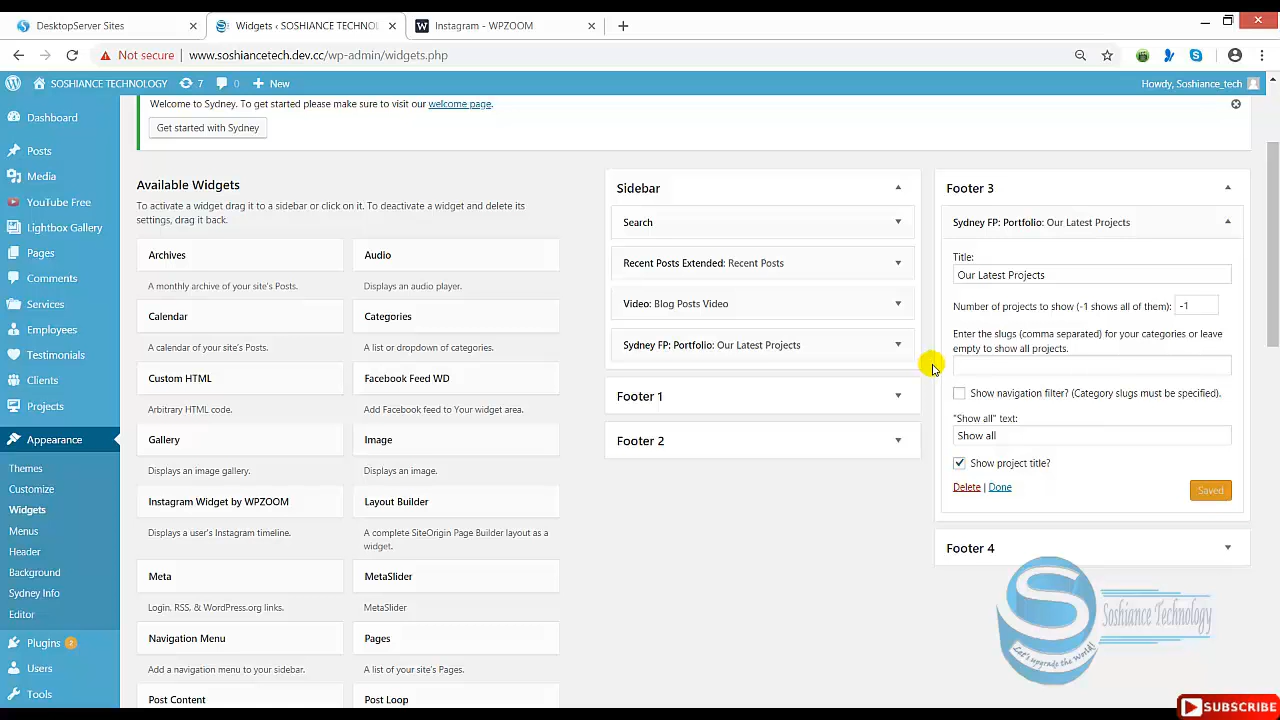 DesktopServer Sites
Widgets ‹ SOSHIANCE TECHNOLO
Instagram - WPZOOM
Not secure
www.soshiancetech.dev.cc/wp-admin/widgets.php
SOSHIANCE TECHNOLOGY
7
0
New
Howdy, Soshiance_tech
Dashboard
Posts
Media
YouTube Free
Lightbox Gallery
Pages
Comments
Services
Employees
Testimonials
Clients
Projects
Appearance
Themes
Customize
Widgets
Menus
Header
Background
Sydney Info
Editor
Plugins 3
Users
Tools
Welcome to Sydney. To get started please make sure to visit our welcome page.
Get started with Sydney
Available Widgets
To activate a widget drag it to a sidebar or click on it. To deactivate a widget and delete its
settings, drag it back.
Archives
Audio
A monthly archive of your site's Posts.
Displays an audio player.
Calendar
Categories
A calendar of your site's Posts.
A list or dropdown of categories.
Custom HTML
Facebook Feed WD
Arbitrary HTML code.
Add Facebook feed to Your widget area.
Gallery
Image
Displays an image gallery.
Displays an image.
Instagram Widget by WPZOOM
Layout Builder
Displays a user's Instagram timeline.
A complete SiteOrigin Page Builder layout as a
widget.
Meta
MetaSlider
Login, RSS, & WordPress.org links.
MetaSlider
Navigation Menu
Pages
Add a navigation menu to your sidebar.
A list of your site's Pages.
Post Content
Post Loop
Sidebar
Search
Recent Posts Extended: Recent Posts
Video: Blog Posts Video
Sydney FP: Portfolio: Our Latest Projects
Footer 1
Footer 2
Footer 3
Sydney FP: Portfolio: Our Latest Projects
Title:
Our Latest Projects
Number of projects to show (-1 shows all of them): -1
Enter the slugs (comma separated) for your categories or leave
empty to show all projects.
Show navigation filter? (Category slugs must be specified).
"Show all" text:
Show all
Show project title?
Delete | Done
Saved
Footer 4
S
Soshiance Technology
Let's upgrade the World!
SUBSCRIBE